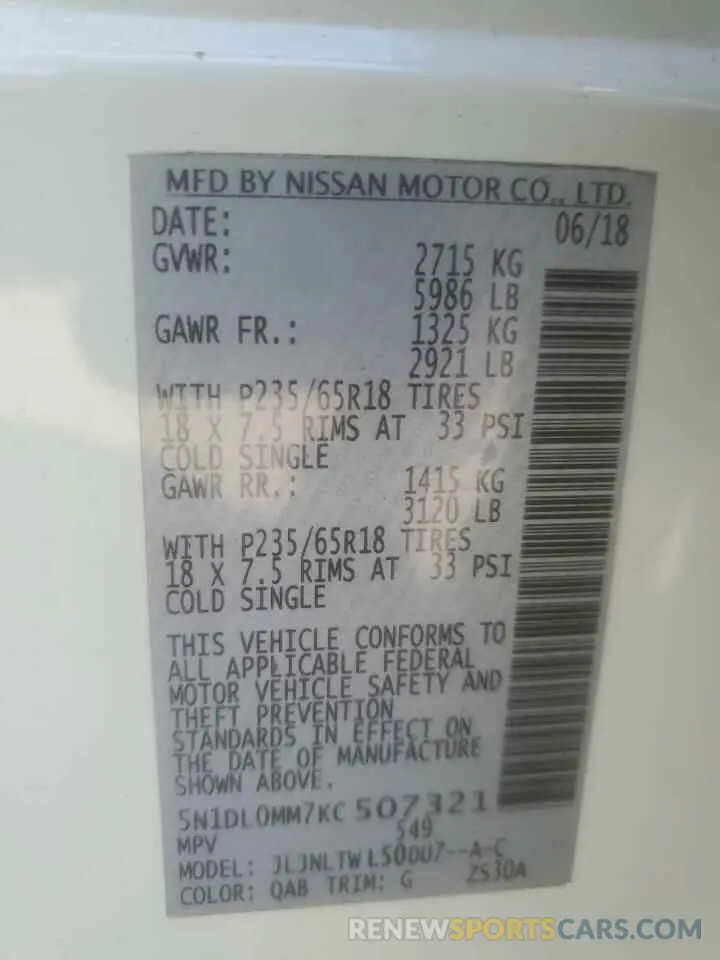 MFD BY NISSAN MOTOR CO., LTD.
DATE: 06/18
GVWR: 2715 KG
5986 LB
GAWR FR.: 1325 KG
2921 LB
WITH P235/65R18 TIRES
18 X 7.5 RIMS AT 33 PSI
COLD SINGLE
GAWR RR.: 1415 KG
3120 LB
WITH P235/65R18 TIRES
18 X 7.5 RIMS AT 33 PSI
COLD SINGLE
THIS VEHICLE CONFORMS TO
ALL APPLICABLE FEDERAL
MOTOR VEHICLE SAFETY AND
THEFT PREVENTION
STANDARDS IN EFFECT ON
THE DATE OF MANUFACTURE
SHOWN ABOVE.
5N1DL0MM7KC507321
MPV S49
MODEL: JLJNLTWL50DU7--A-C
COLOR: QAB TRIM: G ZS30A
RENEWSPORTSCARS.COM